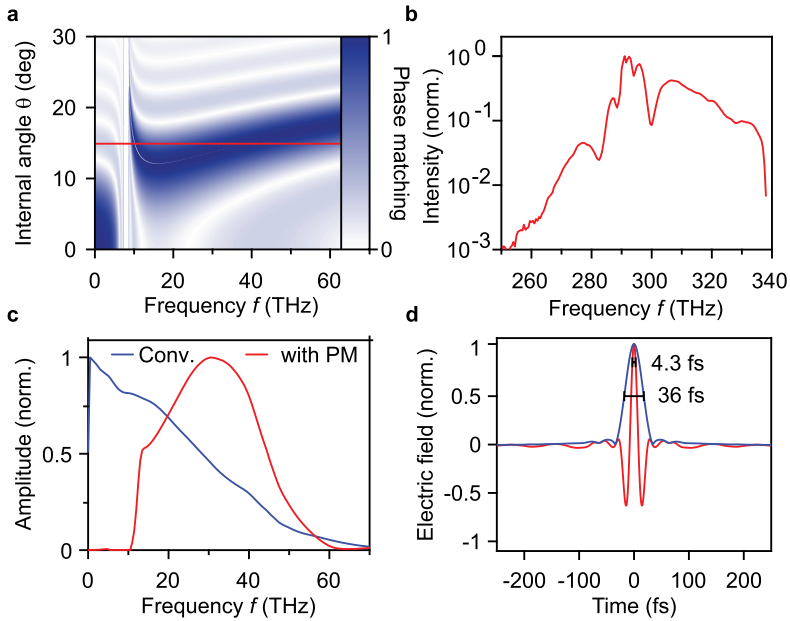 a
30
20
10
0
Internal angle θ (deg)
0
20
40
60
Frequency f (THz)
1
0
Phase matching
b
10^0
10^-1
10^-2
10^-3
Intensity (norm.)
260
280
300
320
340
Frequency f (THz)
c
Conv.
with PM
1
0.5
0
Amplitude (norm.)
0
20
40
60
Frequency f (THz)
d
4.3 fs
36 fs
1
0.5
0
-0.5
-1
Electric field (norm.)
-200
-100
0
100
200
Time (fs)